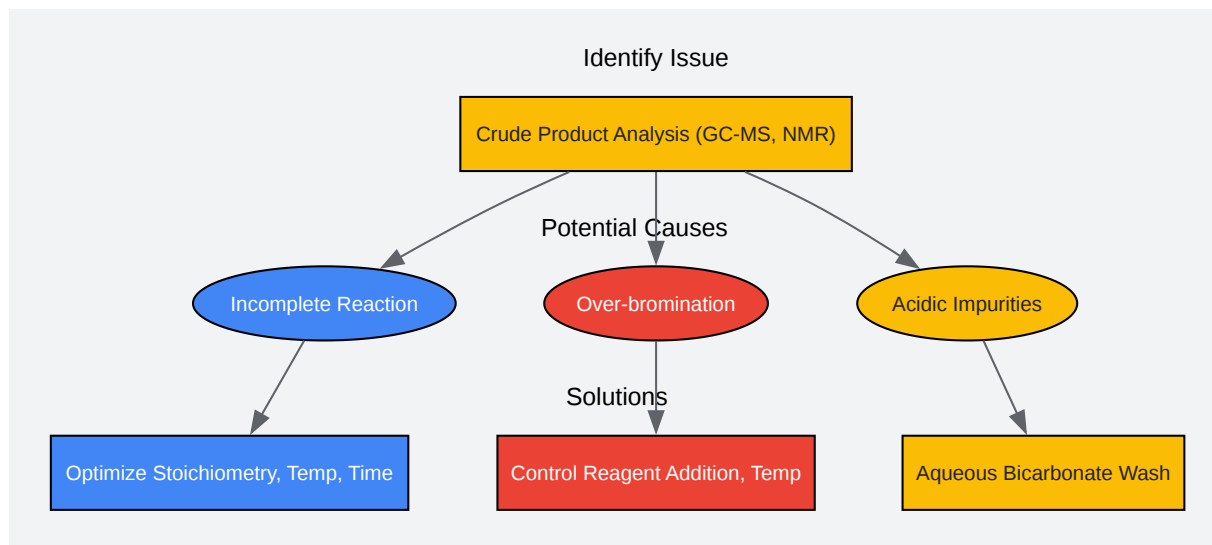 Identify Issue
Crude Product Analysis (GC-MS, NMR)
Potential Causes
Incomplete Reaction
Over-bromination
Acidic Impurities
Solutions
Optimize Stoichiometry, Temp, Time
Control Reagent Addition, Temp
Aqueous Bicarbonate Wash